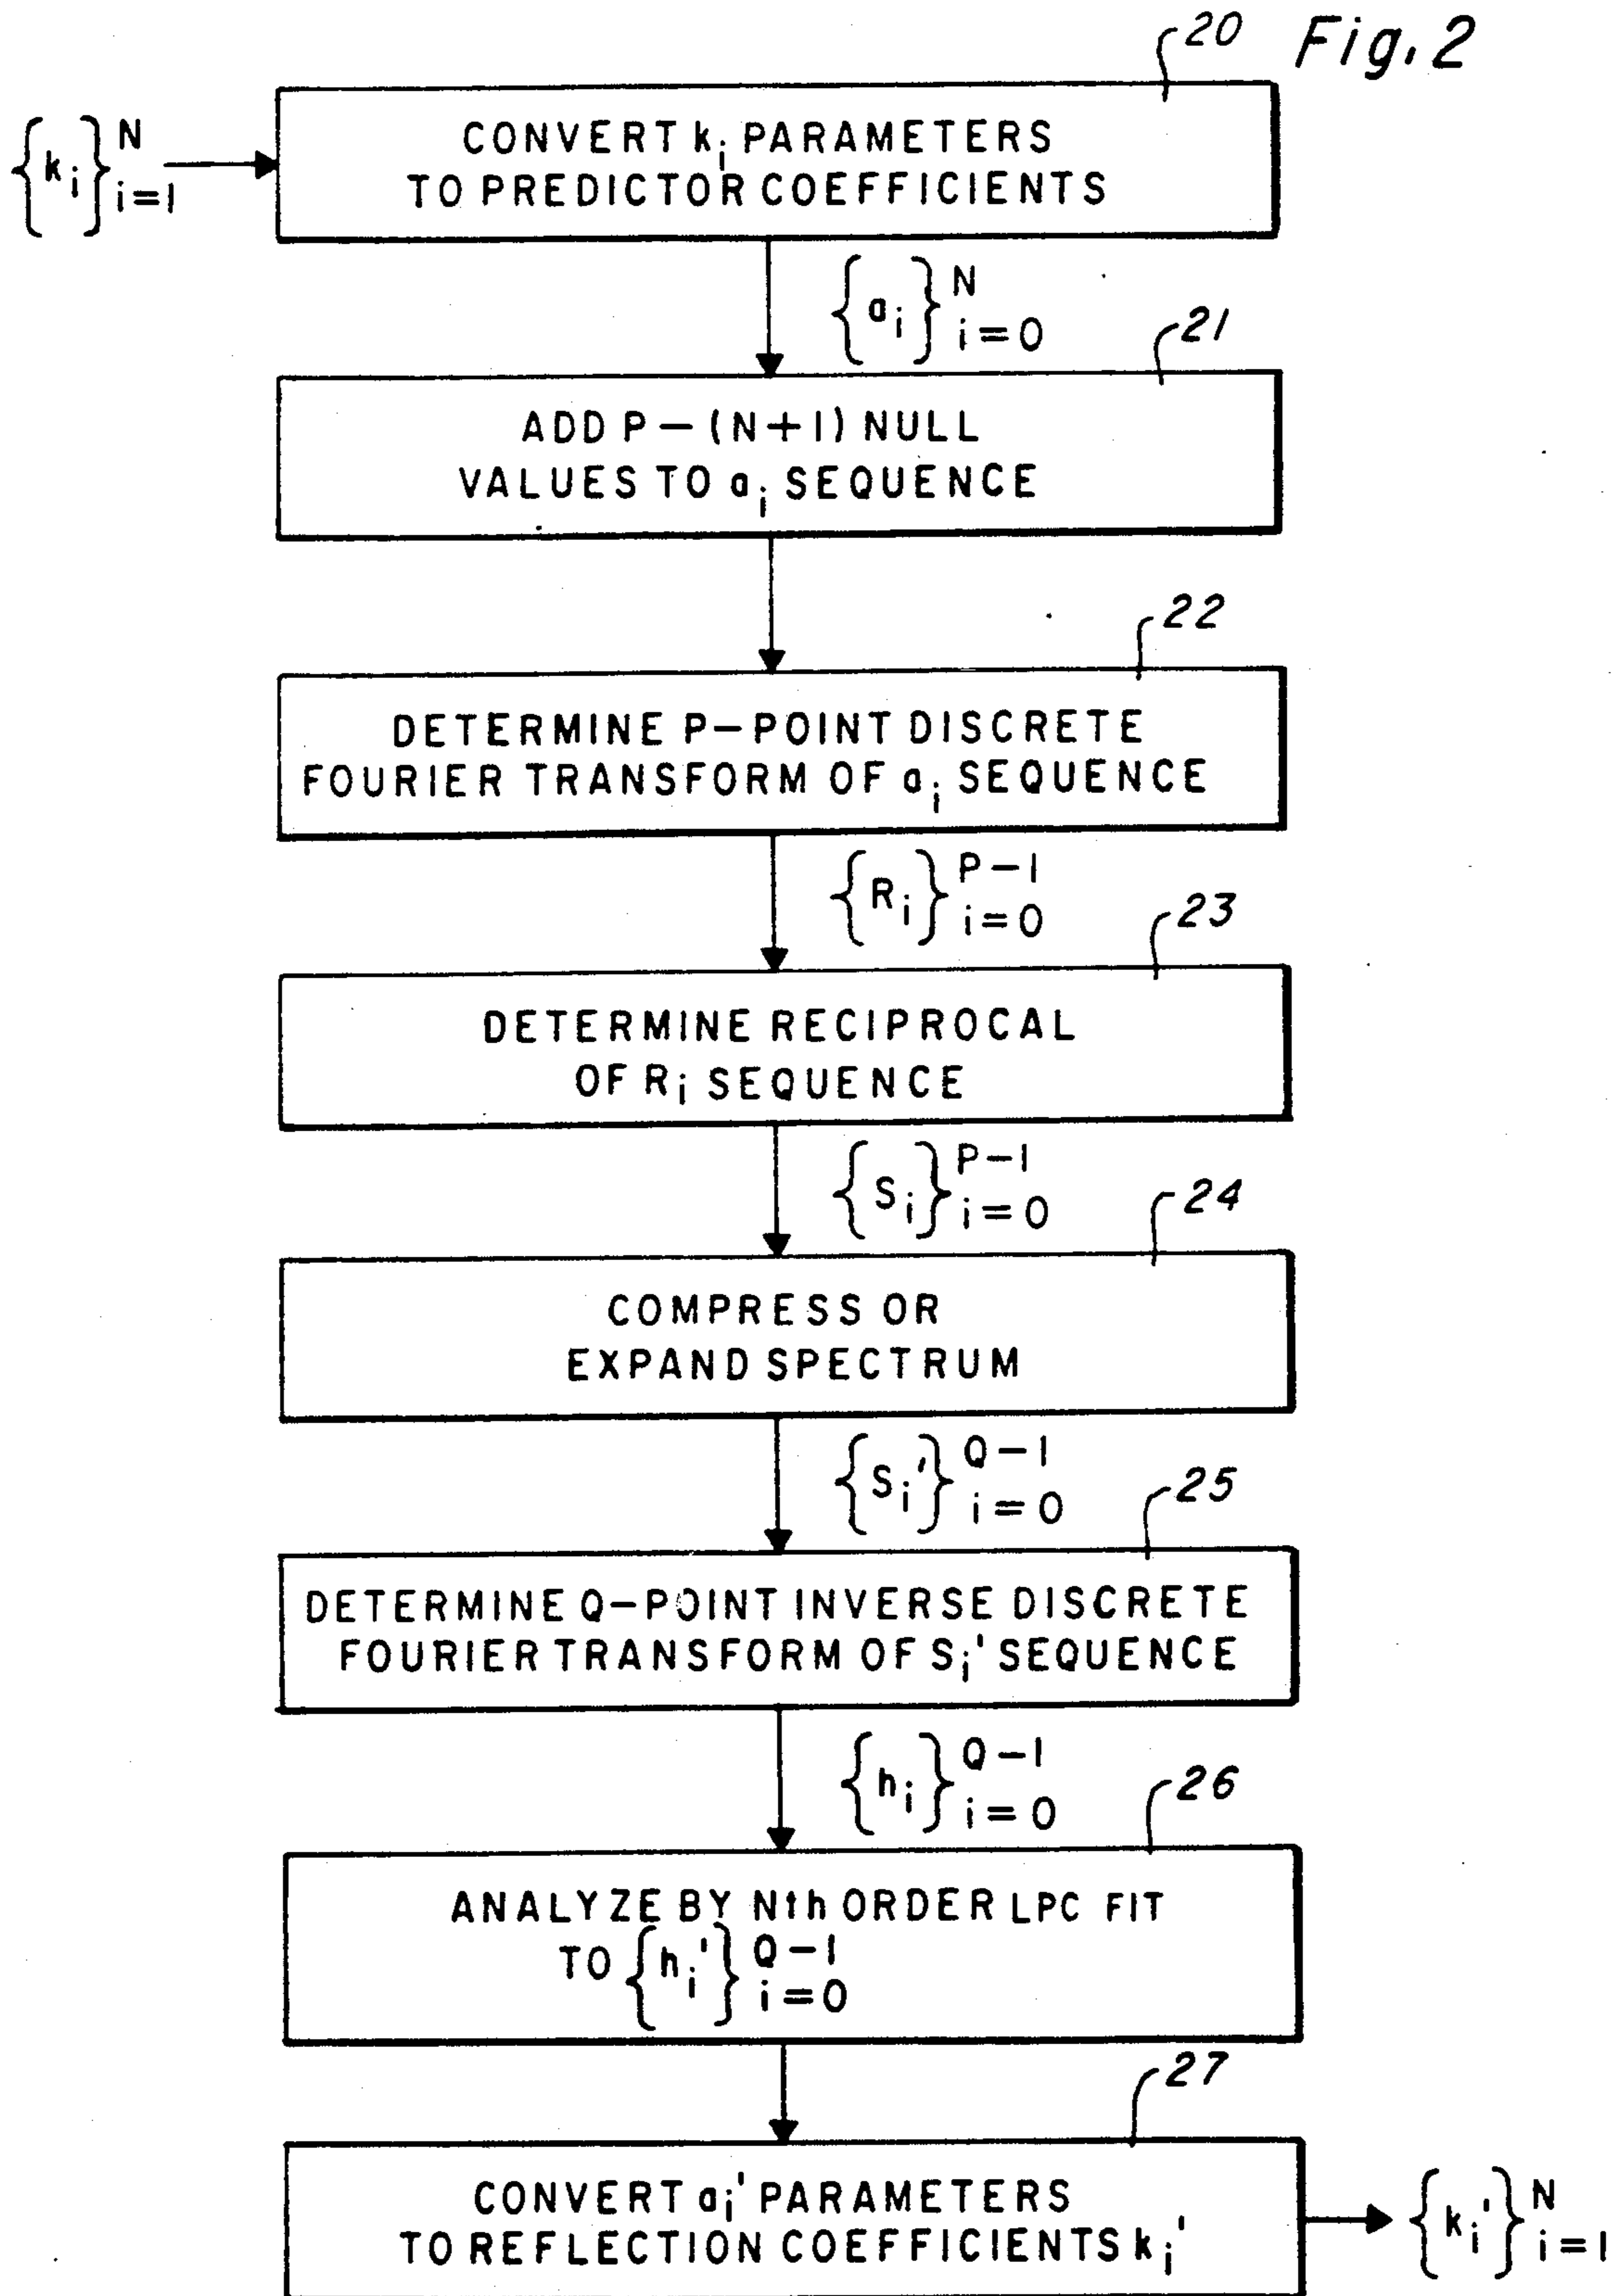 20 Fig. 2
{k_i}^N_{i=1}
CONVERT k_i PARAMETERS
TO PREDICTOR COEFFICIENTS
{a_i}^N_{i=0}
21
ADD P-(N+1) NULL
VALUES TO a_i SEQUENCE
22
DETERMINE P-POINT DISCRETE
FOURIER TRANSFORM OF a_i SEQUENCE
{R_i}^{P-1}_{i=0}
23
DETERMINE RECIPROCAL
OF R_i SEQUENCE
{S_i}^{P-1}_{i=0}
24
COMPRESS OR
EXPAND SPECTRUM
{S_i'}^{Q-1}_{i=0}
25
DETERMINE Q-POINT INVERSE DISCRETE
FOURIER TRANSFORM OF S_i' SEQUENCE
{h_i}^{Q-1}_{i=0}
26
ANALYZE BY Nth ORDER LPC FIT
TO {h_i'}^{Q-1}_{i=0}
27
CONVERT a_i' PARAMETERS
TO REFLECTION COEFFICIENTS k_i'
{k_i'}^N_{i=1}